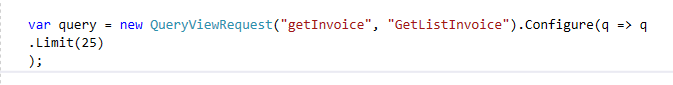 var query = new QueryViewRequest("getInvoice", "GetListInvoice").Configure(q => q
.Limit(25)
);